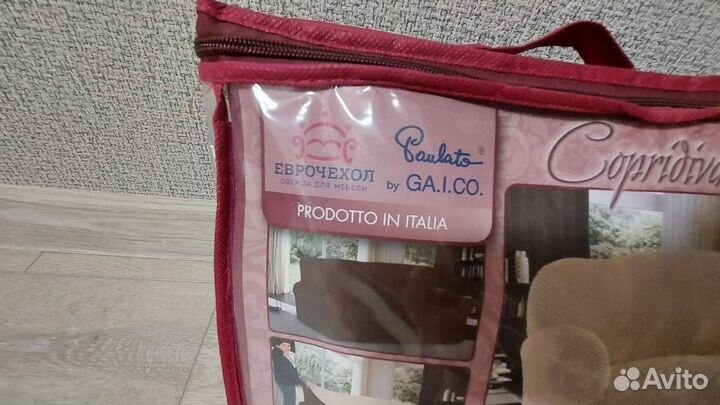 ЕВРОЧЕХОЛ
ОДЕЖДА ДЛЯ МЕБЕЛИ
Paulato®
by GA.I.CO.
PRODOTTO IN ITALIA
Copridiva
Avito